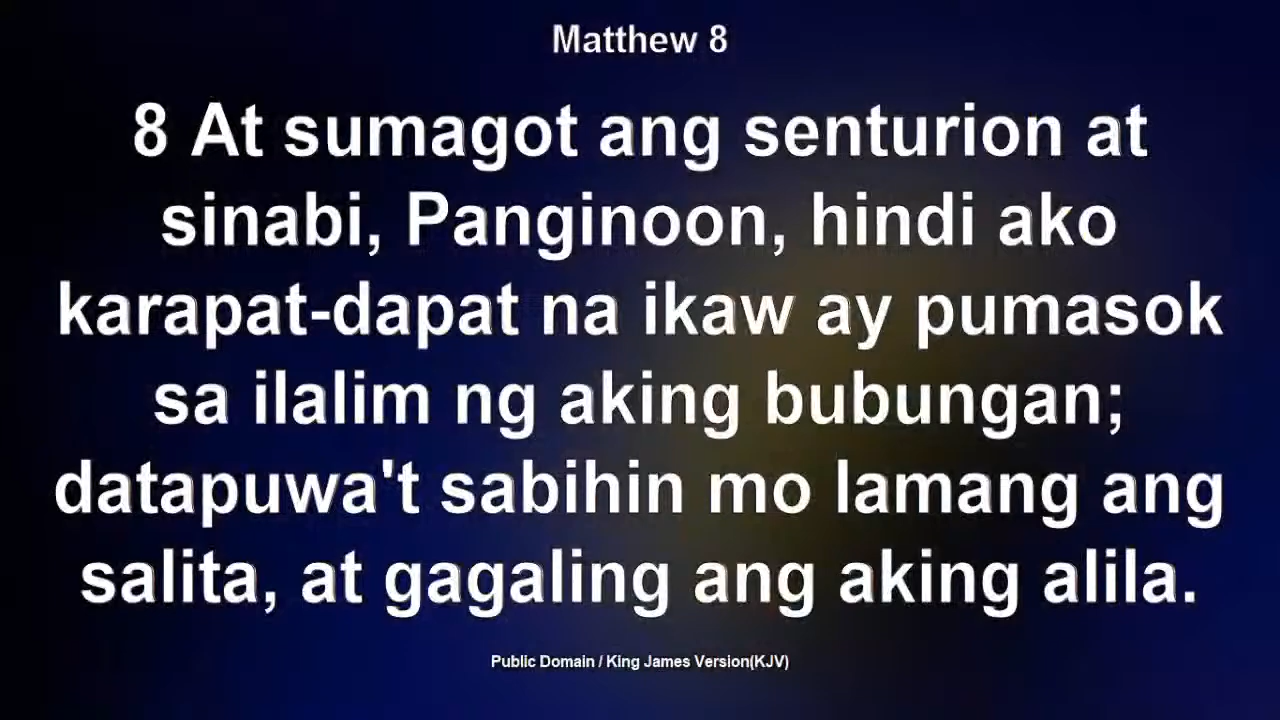 Matthew 8
8 At sumagot ang senturion at
sinabi, Panginoon, hindi ako
karapat-dapat na ikaw ay pumasok
sa ilalim ng aking bubungan;
datapuwa't sabihin mo lamang ang
salita, at gagaling ang aking alila.
Public Domain / King James Version(KJV)